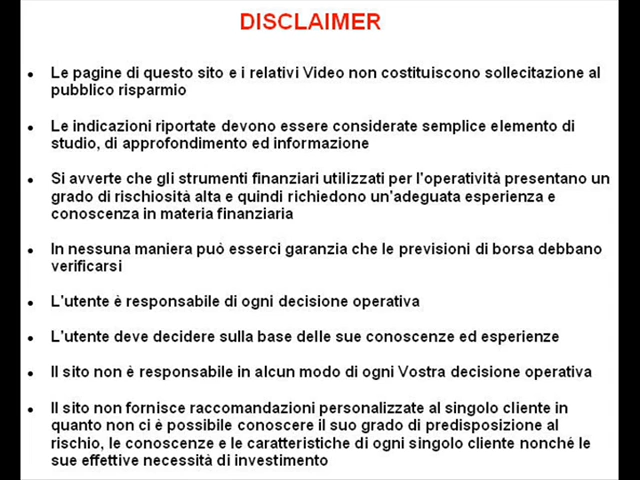 DISCLAIMER
• Le pagine di questo sito e i relativi Video non costituiscono sollecitazione al
pubblico risparmio
• Le indicazioni riportate devono essere considerate semplice elemento di
studio, di approfondimento ed informazione
• Si avverte che gli strumenti finanziari utilizzati per l'operatività presentano un
grado di rischiosità alta e quindi richiedono un'adeguata esperienza e
conoscenza in materia finanziaria
• In nessuna maniera può esserci garanzia che le previsioni di borsa debbano
verificarsi
• L'utente è responsabile di ogni decisione operativa
• L'utente deve decidere sulla base delle sue conoscenze ed esperienze
• Il sito non è responsabile in alcun modo di ogni Vostra decisione operativa
• Il sito non fornisce raccomandazioni personalizzate al singolo cliente in
quanto non ci è possibile conoscere il suo grado di predisposizione al
rischio, le conoscenze e le caratteristiche di ogni singolo cliente nonché le
sue effettive necessità di investimento